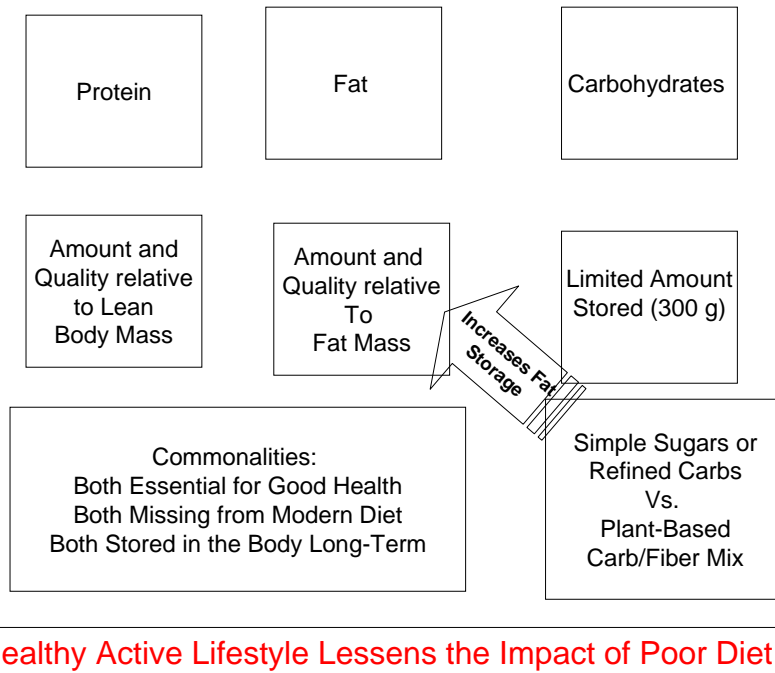 Protein
Fat
Carbohydrates
Amount and
Quality relative
to Lean
Body Mass
Amount and
Quality relative
To
Fat Mass
Limited Amount
Stored (300 g)
Increases Fat
Storage
Commonalities:
Both Essential for Good Health
Both Missing from Modern Diet
Both Stored in the Body Long-Term
Simple Sugars or
Refined Carbs
Vs.
Plant-Based
Carb/Fiber Mix
ealthy Active Lifestyle Lessens the Impact of Poor Diet